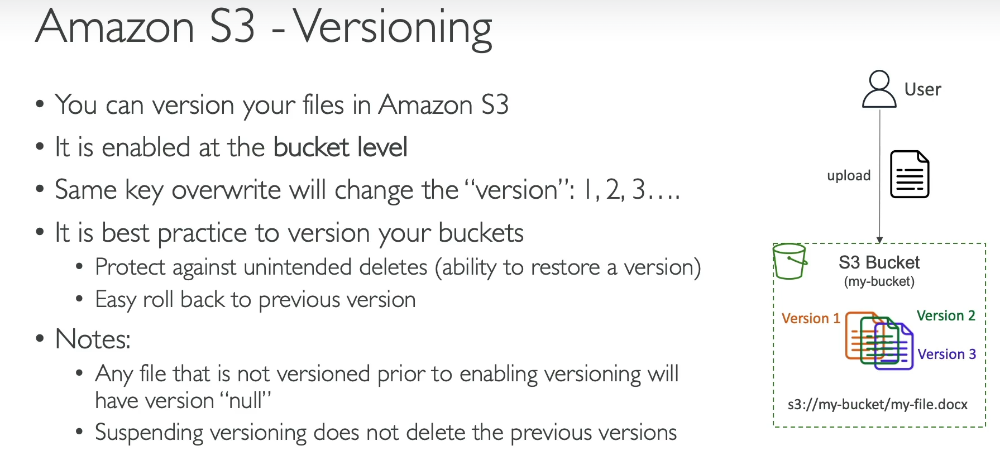 Amazon S3 - Versioning
• You can version your files in Amazon S3
• It is enabled at the bucket level
• Same key overwrite will change the “version”: 1, 2, 3….
• It is best practice to version your buckets
• Protect against unintended deletes (ability to restore a version)
• Easy roll back to previous version
• Notes:
• Any file that is not versioned prior to enabling versioning will
have version “null”
• Suspending versioning does not delete the previous versions
User
upload
S3 Bucket
(my-bucket)
Version 1
Version 2
Version 3
s3://my-bucket/my-file.docx